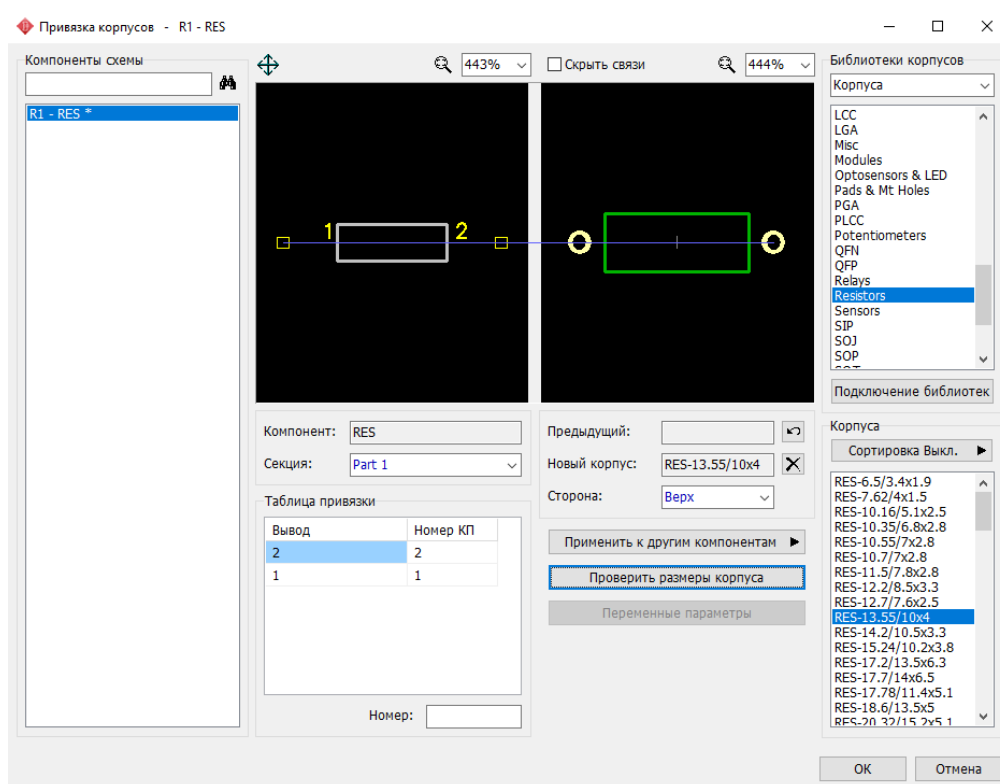 Привязка корпусов - R1 - RES
Компоненты схемы
R1 - RES *
443%
Скрыть связи
444%
1
2
Компонент: RES
Секция: Part 1
Таблица привязки
Вывод Номер КП
2 2
1 1
Номер:
Предыдущий:
Новый корпус: RES-13.55/10x4
Сторона: Верх
Применить к другим компонентам
Проверить размеры корпуса
Переменные параметры
Библиотеки корпусов
Корпуса
LCC
LGA
Misc
Modules
Optosensors & LED
Pads & Mt Holes
PGA
PLCC
Potentiometers
QFN
QFP
Relays
Resistors
Sensors
SIP
SOJ
SOP
SOT
Подключение библиотек
Корпуса
Сортировка Выкл.
RES-6.5/3.4x1.9
RES-7.62/4x1.5
RES-10.16/5.1x2.5
RES-10.35/6.8x2.8
RES-10.55/7x2.8
RES-10.7/7x2.8
RES-11.5/7.8x2.8
RES-12.2/8.5x3.3
RES-12.7/7.6x2.5
RES-13.55/10x4
RES-14.2/10.5x3.3
RES-15.24/10.2x3.8
RES-17.2/13.5x6.3
RES-17.7/14x6.5
RES-17.78/11.4x5.1
RES-18.6/13.5x5
RES-20.32/15.2x5.1
ОК
Отмена